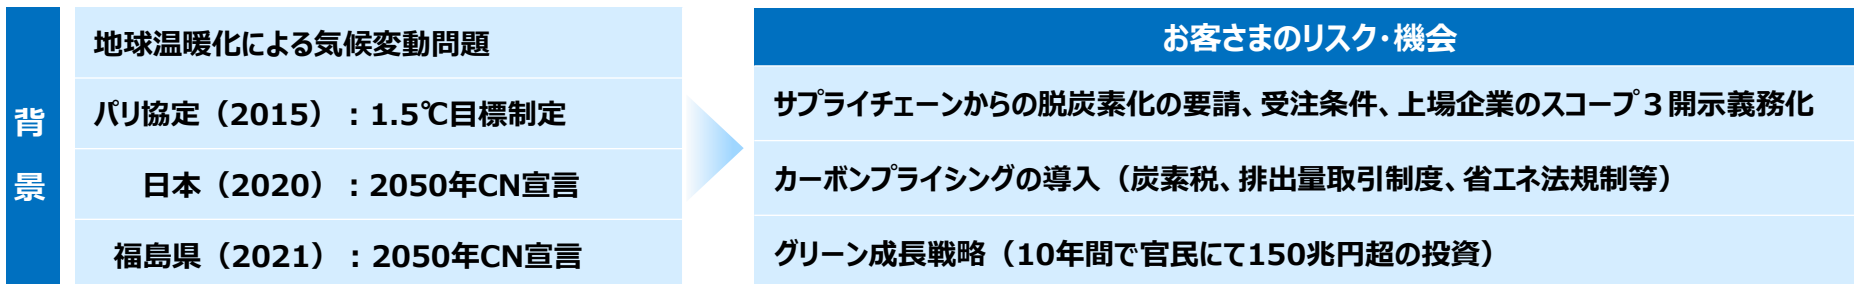 背景
地球温暖化による気候変動問題
パリ協定（2015）：1.5℃目標制定
日本（2020）：2050年CN宣言
福島県（2021）：2050年CN宣言
お客さまのリスク・機会
サプライチェーンからの脱炭素化の要請、受注条件、上場企業のスコープ３開示義務化
カーボンプライシングの導入（炭素税、排出量取引制度、省エネ法規制等）
グリーン成長戦略（10年間で官民にて150兆円超の投資）